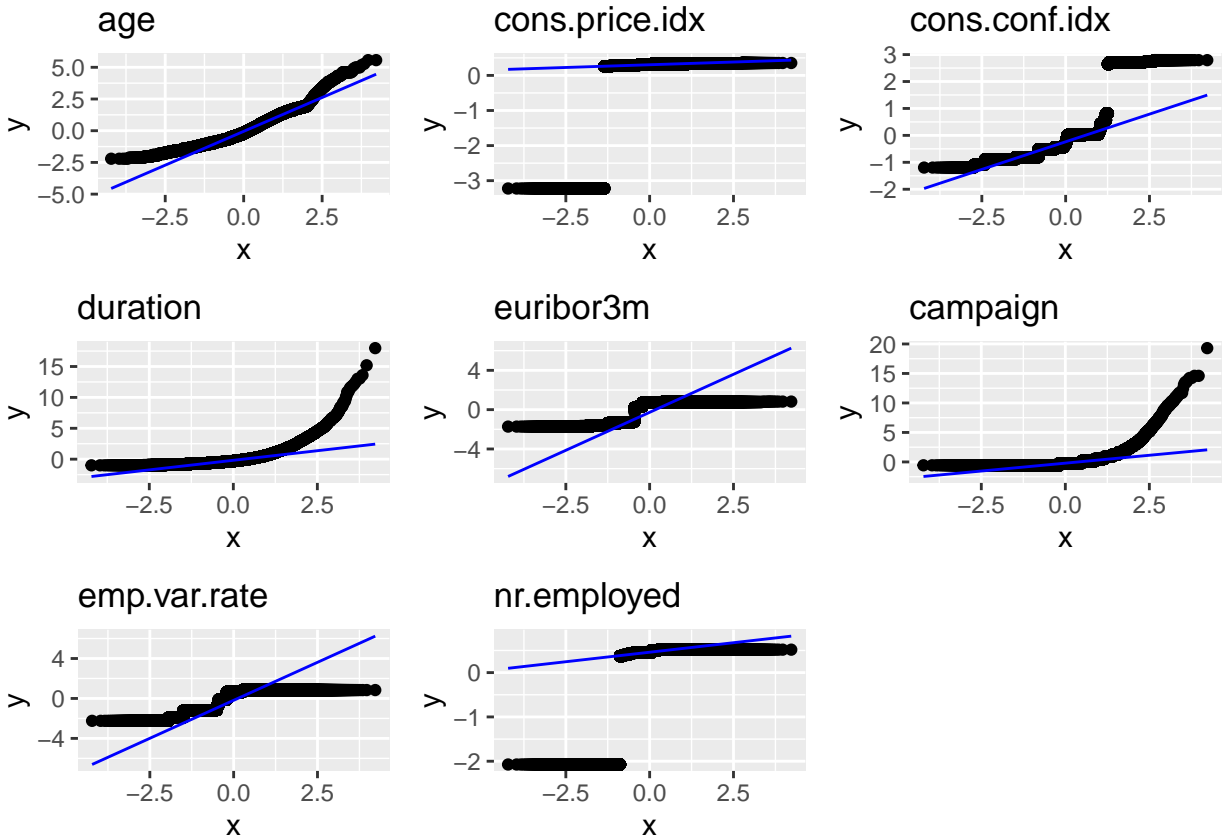 age
5.0
2.5
0.0
−2.5
−5.0
y
−2.5 0.0 2.5
x
cons.price.idx
0
−1
−2
−3
y
−2.5 0.0 2.5
x
cons.conf.idx
3
2
1
0
−1
−2
y
−2.5 0.0 2.5
x
duration
15
10
5
0
y
−2.5 0.0 2.5
x
euribor3m
4
0
−4
y
−2.5 0.0 2.5
x
campaign
20
15
10
5
0
y
−2.5 0.0 2.5
x
emp.var.rate
4
0
−4
y
−2.5 0.0 2.5
x
nr.employed
0
−1
−2
y
−2.5 0.0 2.5
x